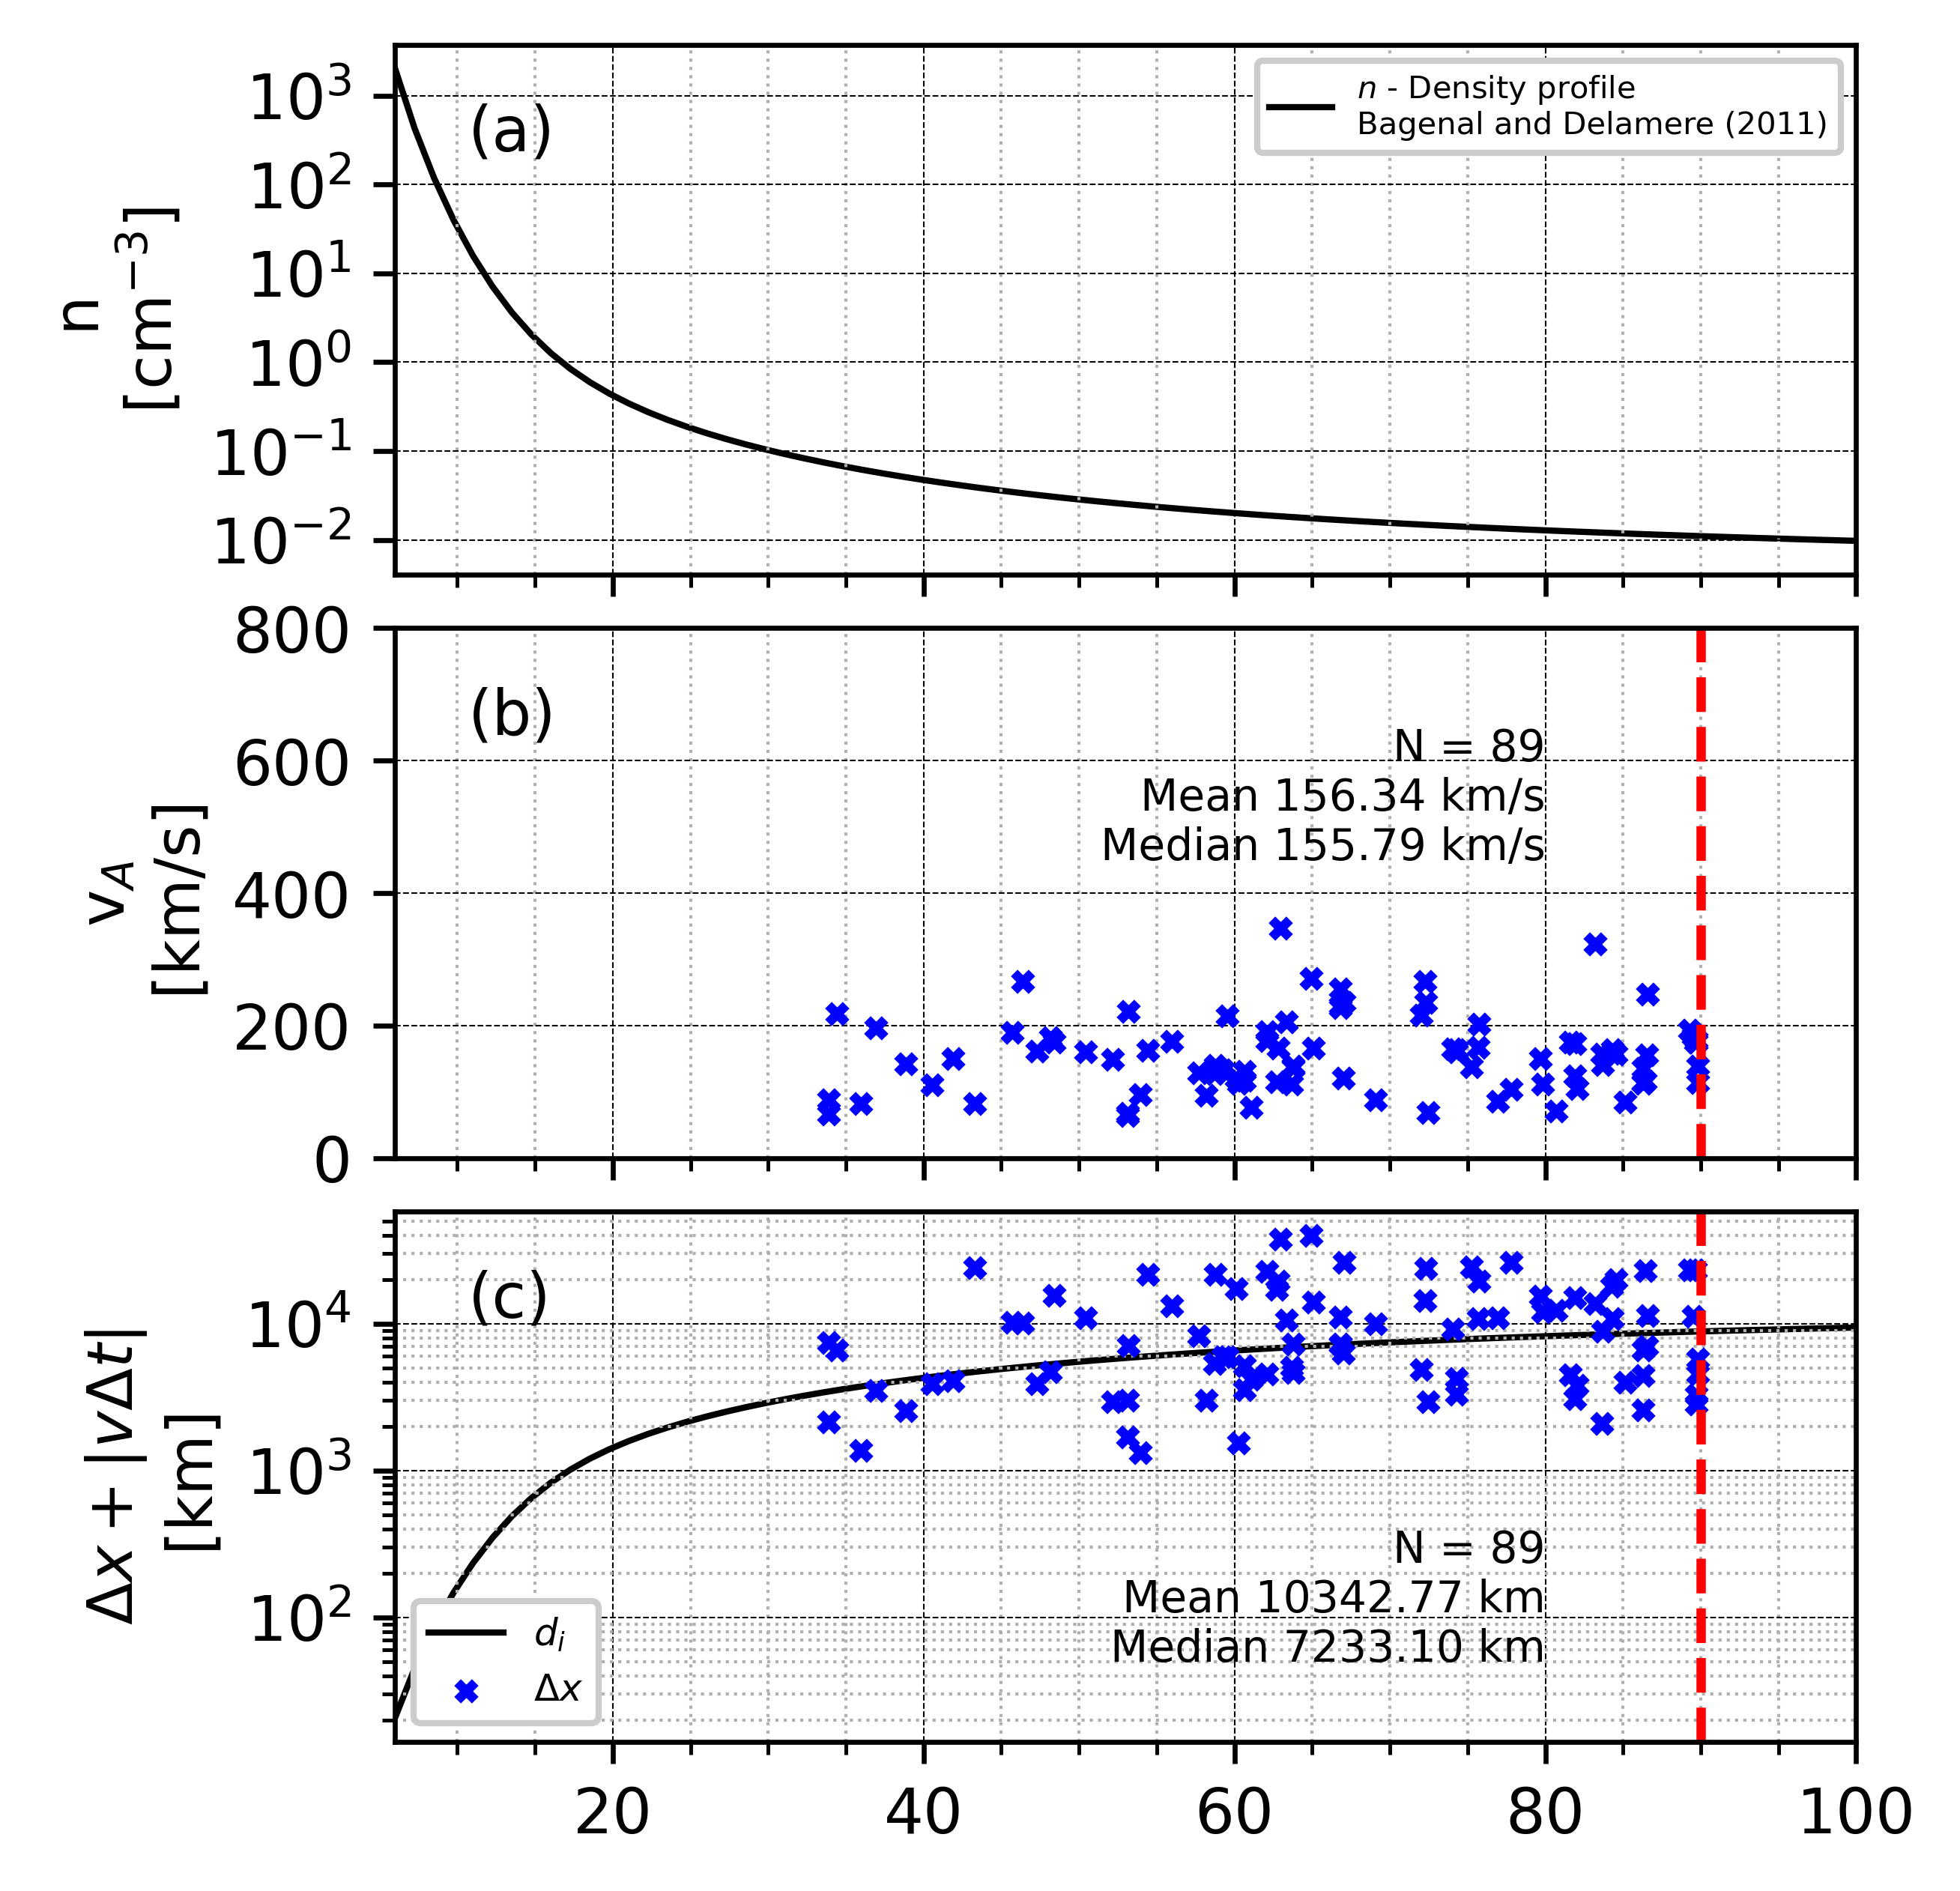 10³
10²
10¹
10⁰
10⁻¹
10⁻²
n
[cm⁻³]
(a)
n - Density profile
Bagenal and Delamere (2011)
800
600
400
200
0
v_A
[km/s]
(b)
N = 89
Mean 156.34 km/s
Median 155.79 km/s
10⁴
10³
10²
Δx + |vΔt|
[km]
(c)
N = 89
Mean 10342.77 km
Median 7233.10 km
d_i
Δx
20 40 60 80 100